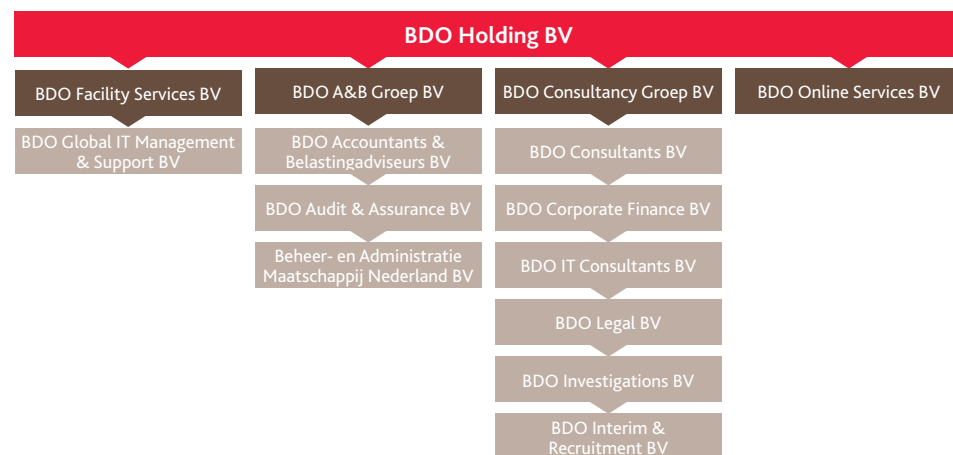 BDO Holding BV
BDO Facility Services BV
BDO Global IT Management
& Support BV
BDO A&B Groep BV
BDO Accountants &
Belastingadviseurs BV
BDO Audit & Assurance BV
Beheer- en Administratie
Maatschappij Nederland BV
BDO Consultancy Groep BV
BDO Consultants BV
BDO Corporate Finance BV
BDO IT Consultants BV
BDO Legal BV
BDO Investigations BV
BDO Interim &
Recruitment BV
BDO Online Services BV